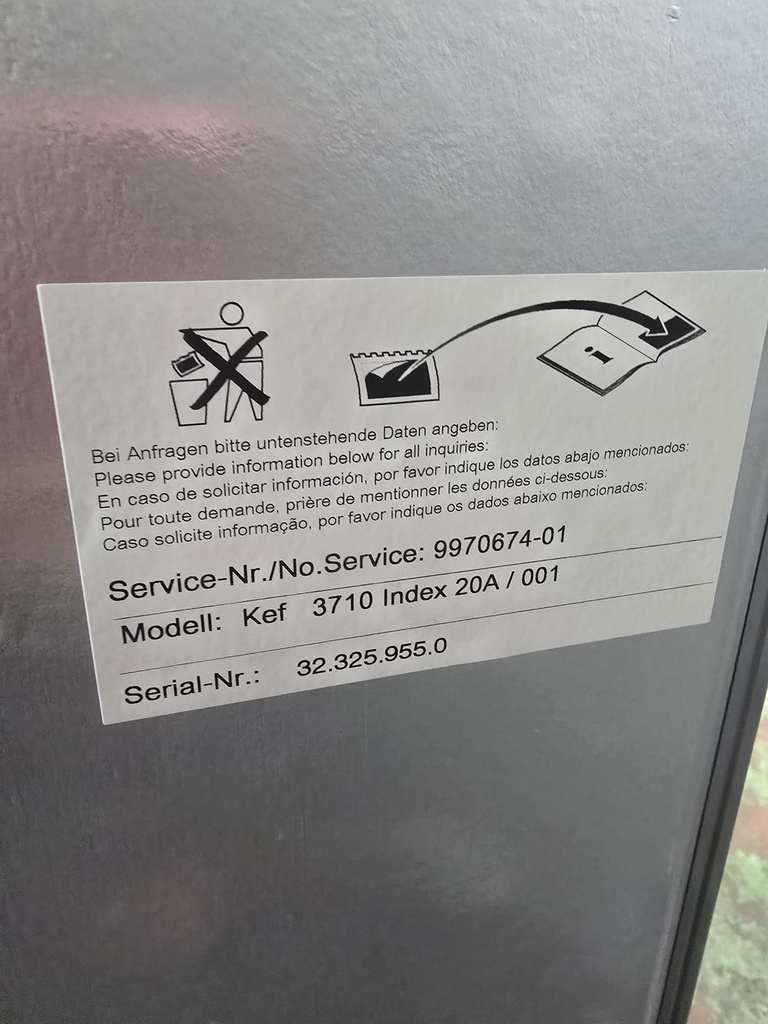 i
Bei Anfragen bitte untenstehende Daten angeben:
Please provide information below for all inquiries:
En caso de solicitar información, por favor indique los datos abajo mencionados:
Pour toute demande, prière de mentionner les données ci-dessous:
Caso solicite informação, por favor indique os dados abaixo mencionados:
Service-Nr./No.Service: 9970674-01
Modell: Kef 3710 Index 20A / 001
Serial-Nr.: 32.325.955.0